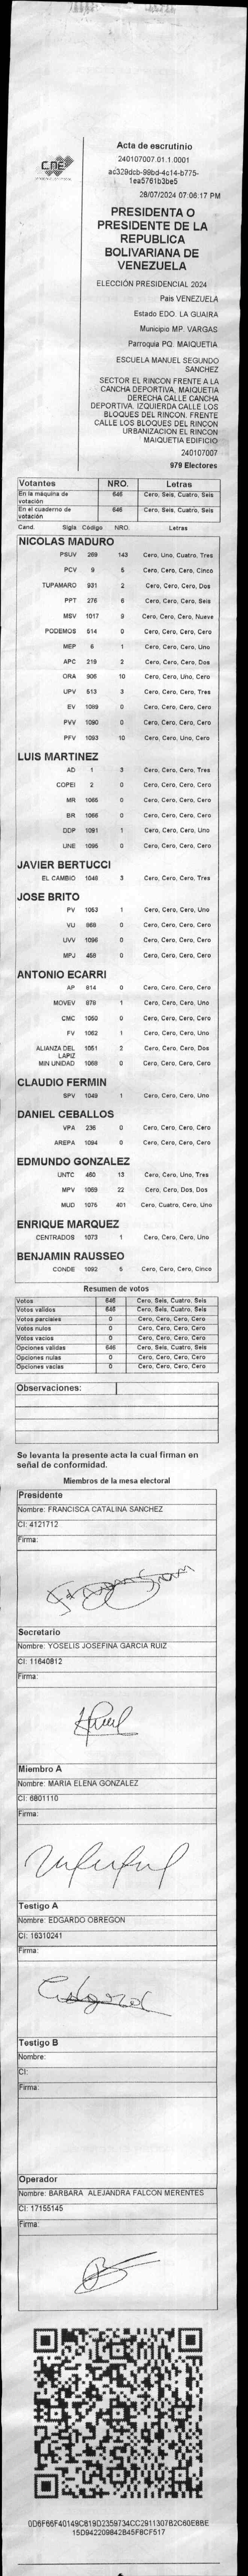 CNE
Acta de escrutinio
240107007.01.1.0001
ac329dcb-99bd-4c14-b775-
1ea5761b3be5
28/07/2024 07:06:17 PM
PRESIDENTA O
PRESIDENTE DE LA
REPUBLICA
BOLIVARIANA DE
VENEZUELA
ELECCIÓN PRESIDENCIAL 2024
Pais VENEZUELA
Estado EDO. LA GUAIRA
Municipio MP. VARGAS
Parroquia PQ. MAIQUETIA
ESCUELA MANUEL SEGUNDO
SANCHEZ
SECTOR EL RINCON FRENTE A LA
CANCHA DEPORTIVA. MAIQUETIA
DERECHA CALLE CANCHA
DEPORTIVA. IZQUIERDA CALLE LOS
BLOQUES DEL RINCON. FRENTE
CALLE LOS BLOQUES DEL RINCON
URBANIZACION EL RINCON
MAIQUETIA EDIFICIO
240107007
979 Electores
Votantes NRO. Letras
En la máquina de votación 646 Cero, Seis, Cuatro, Seis
En el cuaderno de votación 646 Cero, Seis, Cuatro, Seis
Cand. Sigla Código NRO. Letras
NICOLAS MADURO
PSUV 269 143 Cero, Uno, Cuatro, Tres
PCV 9 5 Cero, Cero, Cero, Cinco
TUPAMARO 931 2 Cero, Cero, Cero, Dos
PPT 276 6 Cero, Cero, Cero, Seis
MSV 1017 9 Cero, Cero, Cero, Nueve
PODEMOS 514 0 Cero, Cero, Cero, Cero
MEP 6 1 Cero, Cero, Cero, Uno
APC 219 2 Cero, Cero, Cero, Dos
ORA 906 10 Cero, Cero, Uno, Cero
UPV 513 3 Cero, Cero, Cero, Tres
EV 1089 0 Cero, Cero, Cero, Cero
PVV 1090 0 Cero, Cero, Cero, Cero
PFV 1093 10 Cero, Cero, Uno, Cero
LUIS MARTINEZ
AD 1 3 Cero, Cero, Cero, Tres
COPEI 2 0 Cero, Cero, Cero, Cero
MR 1065 0 Cero, Cero, Cero, Cero
BR 1066 0 Cero, Cero, Cero, Cero
DDP 1091 1 Cero, Cero, Cero, Uno
UNE 1095 0 Cero, Cero, Cero, Cero
JAVIER BERTUCCI
EL CAMBIO 1046 3 Cero, Cero, Cero, Tres
JOSE BRITO
PV 1053 1 Cero, Cero, Cero, Uno
VU 868 0 Cero, Cero, Cero, Cero
UVV 1096 0 Cero, Cero, Cero, Cero
MPJ 458 0 Cero, Cero, Cero, Cero
ANTONIO ECARRI
AP 814 0 Cero, Cero, Cero, Cero
MOVEV 878 1 Cero, Cero, Cero, Uno
CMC 1050 0 Cero, Cero, Cero, Cero
FV 1062 1 Cero, Cero, Cero, Uno
ALIANZA DEL LAPIZ 1051 2 Cero, Cero, Cero, Dos
MIN UNIDAD 1068 0 Cero, Cero, Cero, Cero
CLAUDIO FERMIN
SPV 1049 1 Cero, Cero, Cero, Uno
DANIEL CEBALLOS
VPA 236 0 Cero, Cero, Cero, Cero
AREPA 1094 0 Cero, Cero, Cero, Cero
EDMUNDO GONZALEZ
UNTC 460 13 Cero, Cero, Uno, Tres
MPV 1069 22 Cero, Cero, Dos, Dos
MUD 1075 401 Cero, Cuatro, Cero, Uno
ENRIQUE MARQUEZ
CENTRADOS 1073 1 Cero, Cero, Cero, Uno
BENJAMIN RAUSSEO
CONDE 1092 5 Cero, Cero, Cero, Cinco
Resumen de votos
Votos 646 Cero, Seis, Cuatro, Seis
Votos validos 646 Cero, Seis, Cuatro, Seis
Votos parciales 0 Cero, Cero, Cero, Cero
Votos nulos 0 Cero, Cero, Cero, Cero
Votos vacios 0 Cero, Cero, Cero, Cero
Opciones validas 646 Cero, Seis, Cuatro, Seis
Opciones nulas 0 Cero, Cero, Cero, Cero
Opciones vacias 0 Cero, Cero, Cero, Cero
Observaciones:
Se levanta la presente acta la cual firman en
señal de conformidad.
Miembros de la mesa electoral
Presidente
Nombre: FRANCISCA CATALINA SANCHEZ
CI: 4121712
Firma:
Secretario
Nombre: YOSELIS JOSEFINA GARCIA RUIZ
CI: 11640812
Firma:
Miembro A
Nombre: MARIA ELENA GONZALEZ
CI: 6801110
Firma:
Testigo A
Nombre: EDGARDO OBREGON
CI: 16310241
Firma:
Testigo B
Nombre:
CI:
Firma:
Operador
Nombre: BARBARA ALEJANDRA FALCON MERENTES
CI: 17155145
Firma:
0D6F66F40149C819D2359734CC2911307B2C60E8BE
15D942209842B45F8CF517